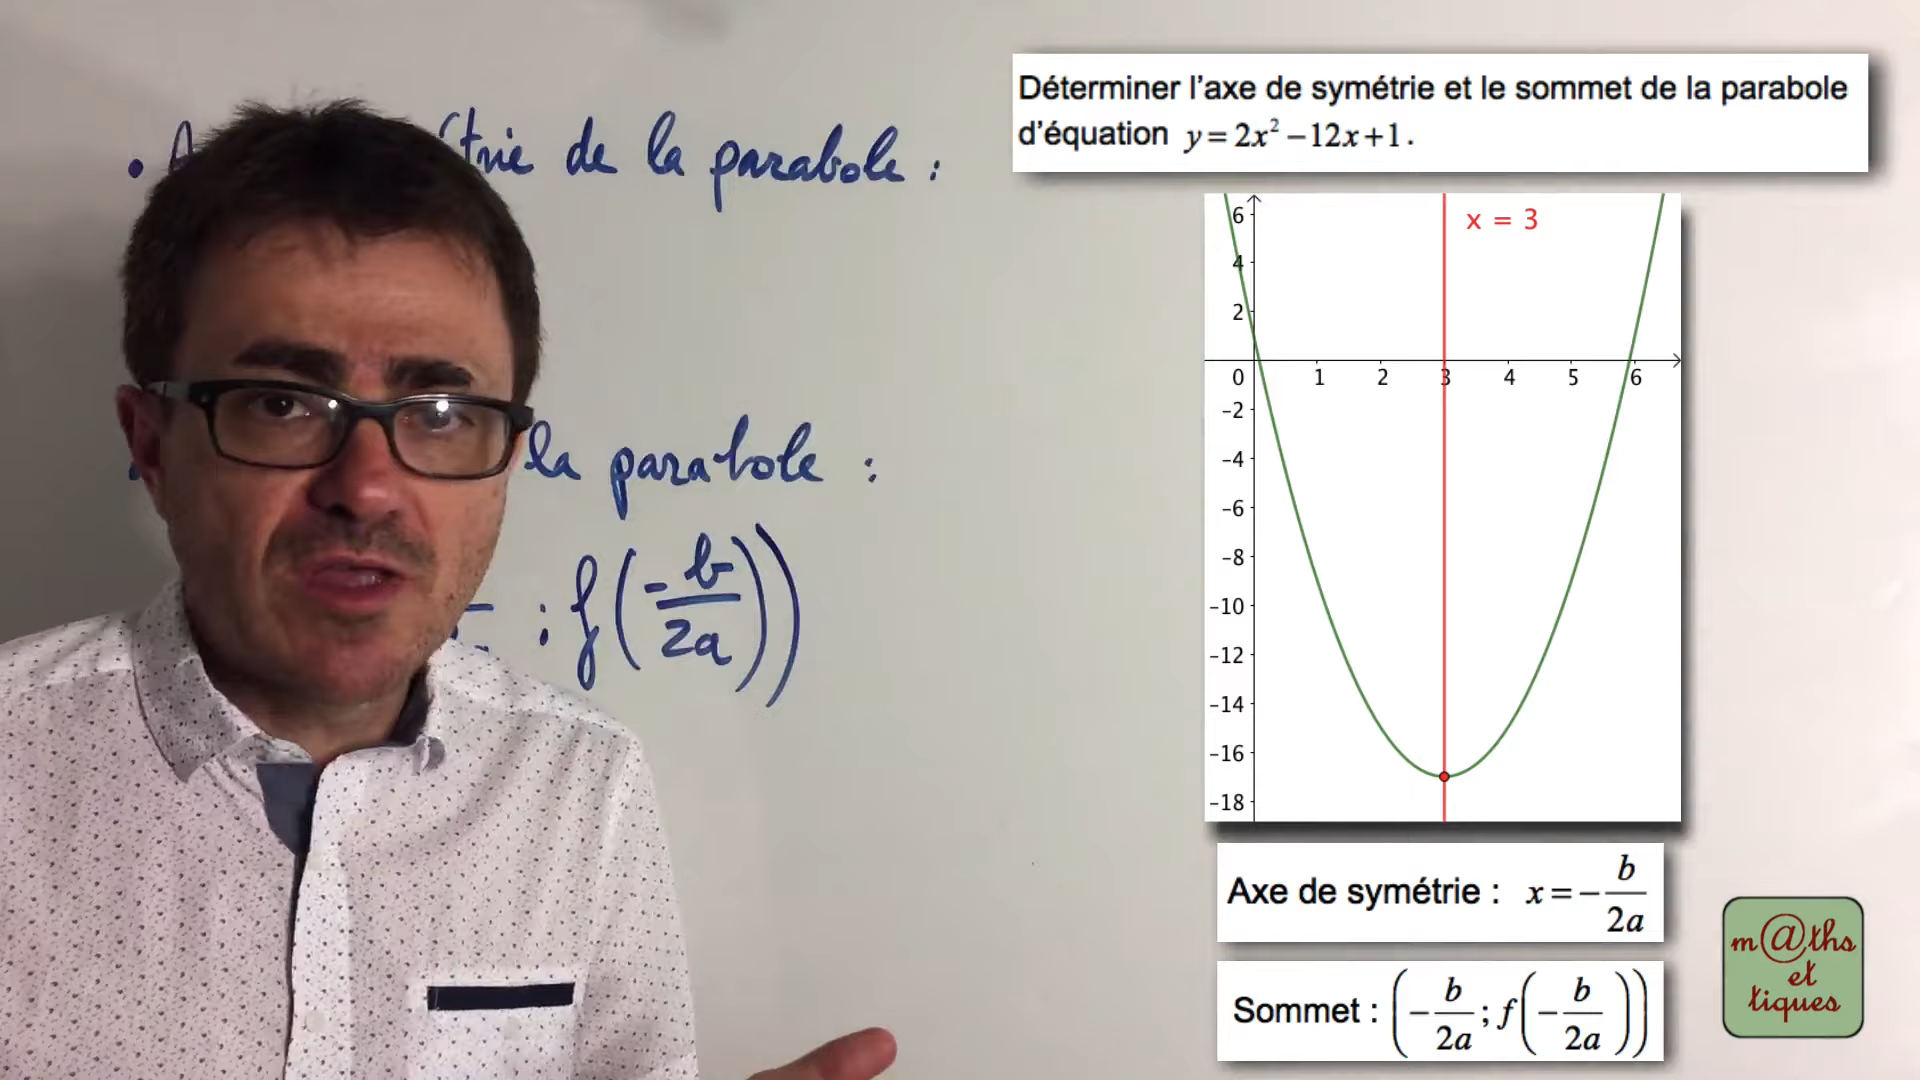 • A trie de la parabole :
la parabole :
: f(-b/2a))
Déterminer l'axe de symétrie et le sommet de la parabole
d'équation y = 2x² − 12x + 1.
x = 3
6
4
2
0 1 2 3 4 5 6
−2
−4
−6
−8
−10
−12
−14
−16
−18
Axe de symétrie : x = −b/2a
Sommet : (−b/2a ; f(−b/2a))
m@ths
et
tiques